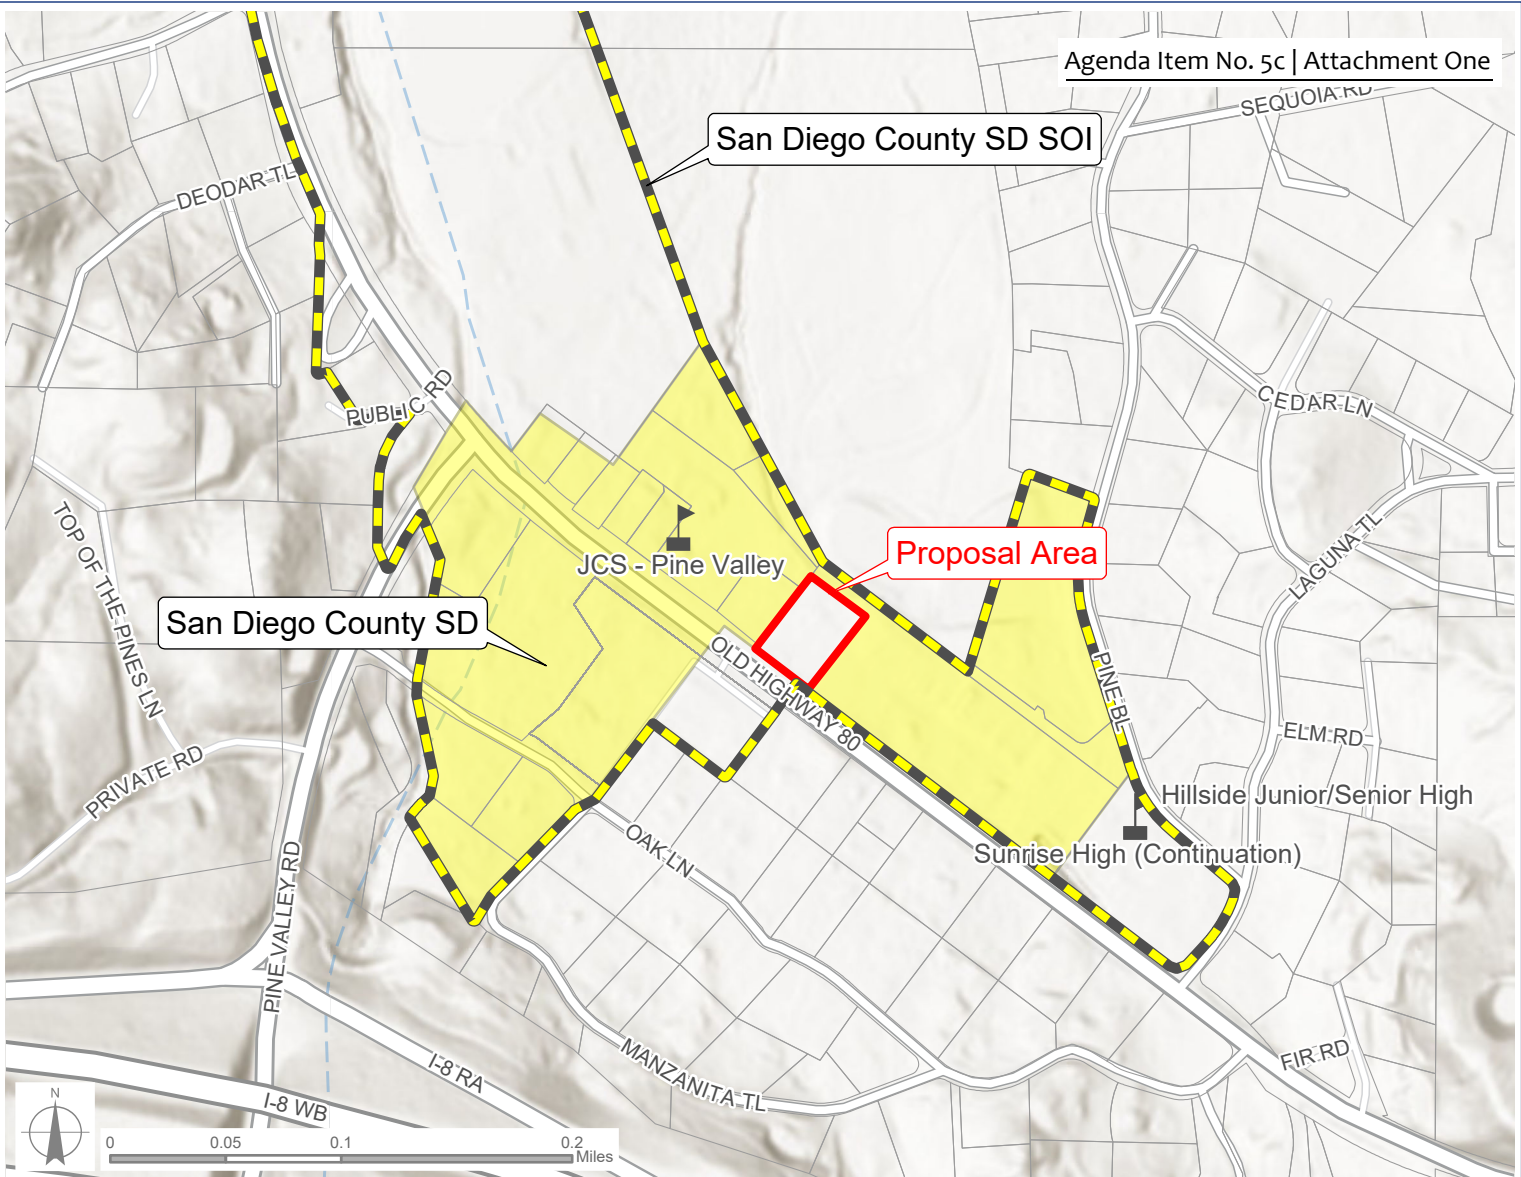 Agenda Item No. 5c | Attachment One
SEQUOIA RD
San Diego County SD SOI
DEODAR TL
PUBLIC RD
CEDAR LN
TOP OF THE PINES LN
LAGUNA TL
Proposal Area
JCS - Pine Valley
San Diego County SD
OLD HIGHWAY 80
PINE BL
ELM RD
PRIVATE RD
Hillside Junior/Senior High
Sunrise High (Continuation)
OAK LN
PINE VALLEY RD
MANZANITA TL
FIR RD
I-8 RA
I-8 WB
N
0 0.05 0.1 0.2
Miles